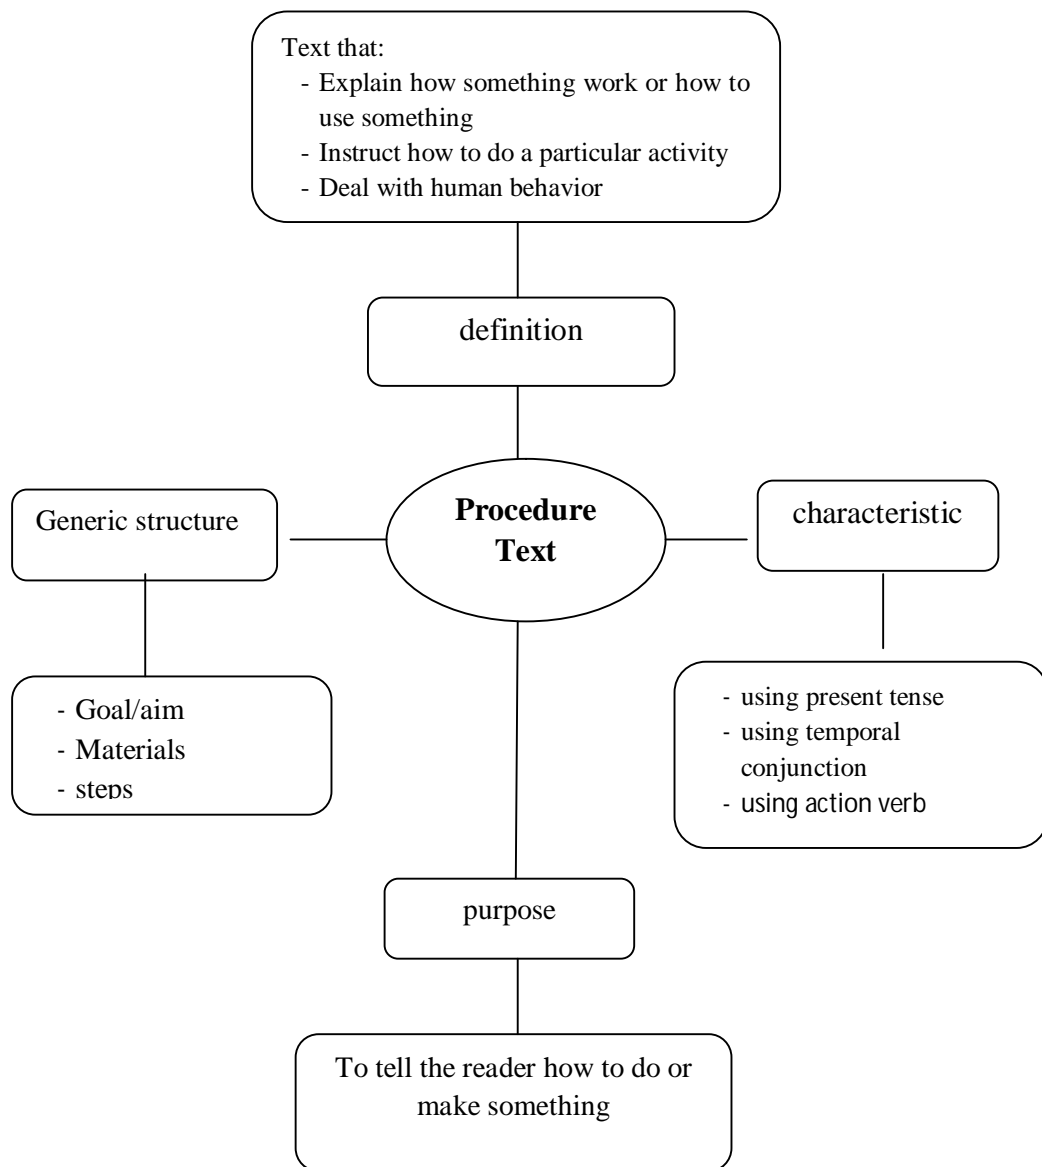 Text that:
- Explain how something work or how to
use something
- Instruct how to do a particular activity
- Deal with human behavior
definition
Procedure
Text
Generic structure
characteristic
- Goal/aim
- Materials
- steps
- using present tense
- using temporal
conjunction
- using action verb
purpose
To tell the reader how to do or
make something